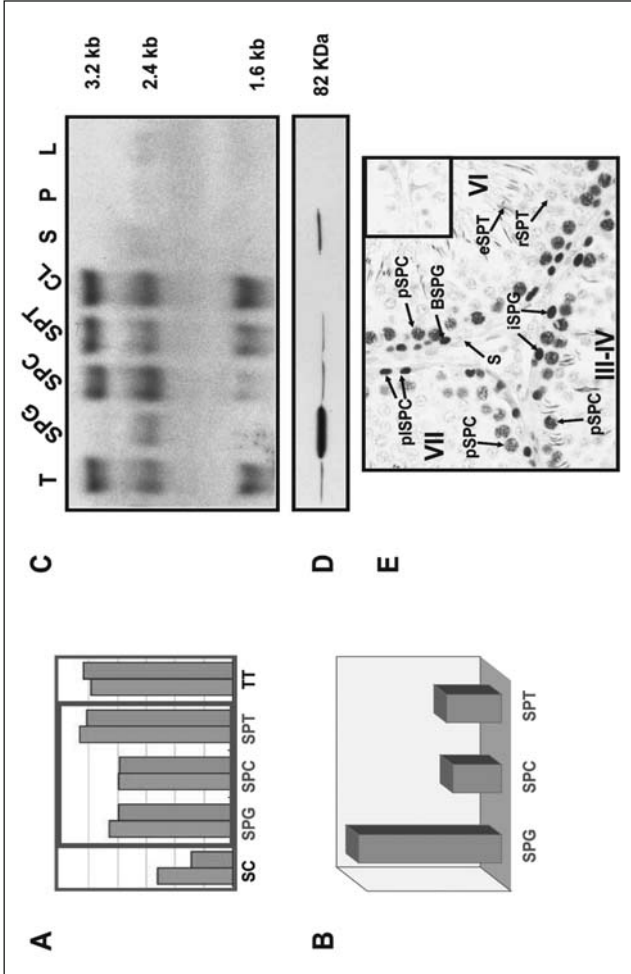 A
SC SPG SPC SPT TT
B
SPG SPC SPT
C
T SPG SPC SPT CL S P L
3.2 kb
2.4 kb
1.6 kb
D
82 KDa
E
plSPC
pSPC
VII
BSPG
VI
eSPT
pSPC
S
rSPT
iSPG
pSPC
III-IV